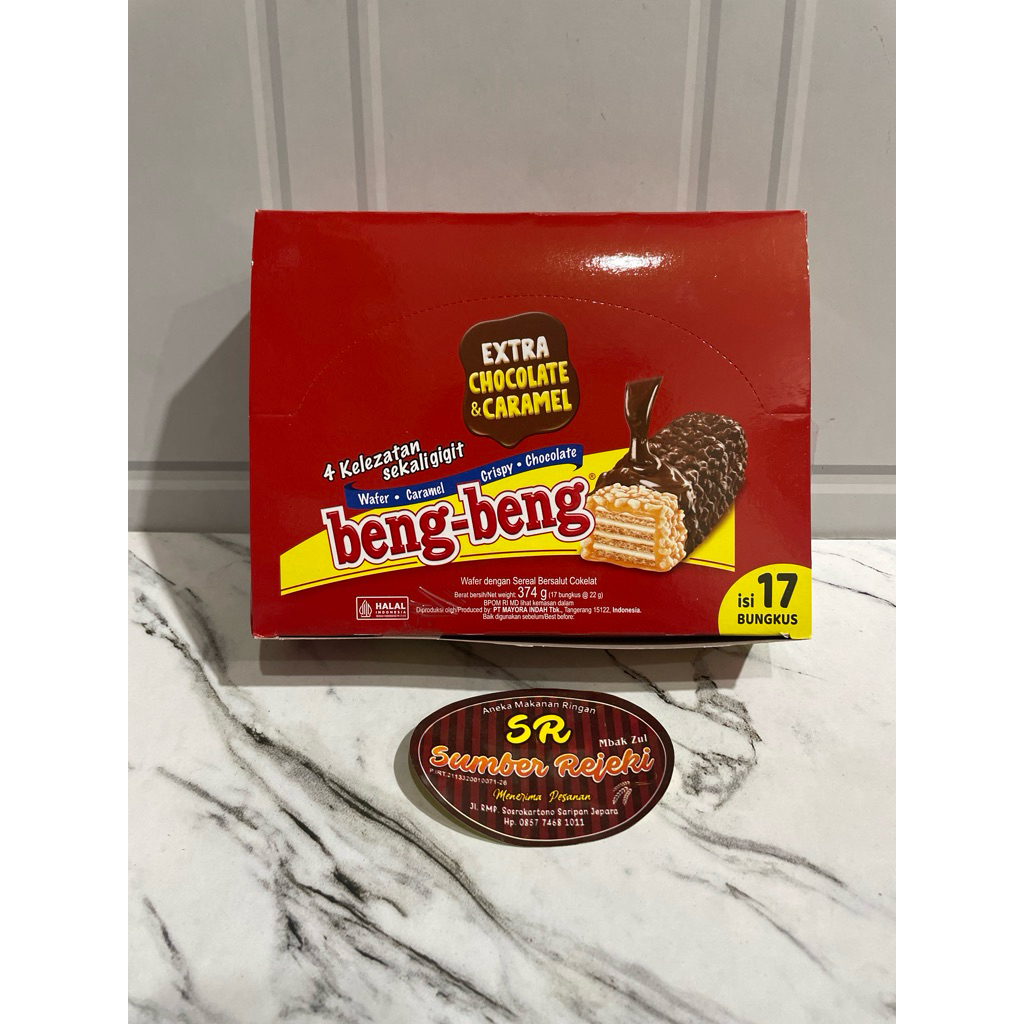 EXTRA
CHOCOLATE
& CARAMEL
4 Kelezatan
sekali gigit
Wafer • Caramel Crispy • Chocolate
beng-beng®
Wafer dengan Sereal Bersalut Cokelat
Berat bersih/Net weight: 374 g (17 bungkus @ 22 g)
BPOM RI MD lihat kemasan dalam
Diproduksi oleh/Produced by: PT MAYORA INDAH Tbk., Tangerang 15122, Indonesia.
Baik digunakan sebelum/Best before:
HALAL
INDONESIA
isi 17
BUNGKUS
Aneka Makanan Ringan
SR
Mbak Zul
Sumber Rejeki
Menerima Pesanan
Jl. RMP. Sosrokartono Saripan Jepara
Hp. 0857 7468 1011